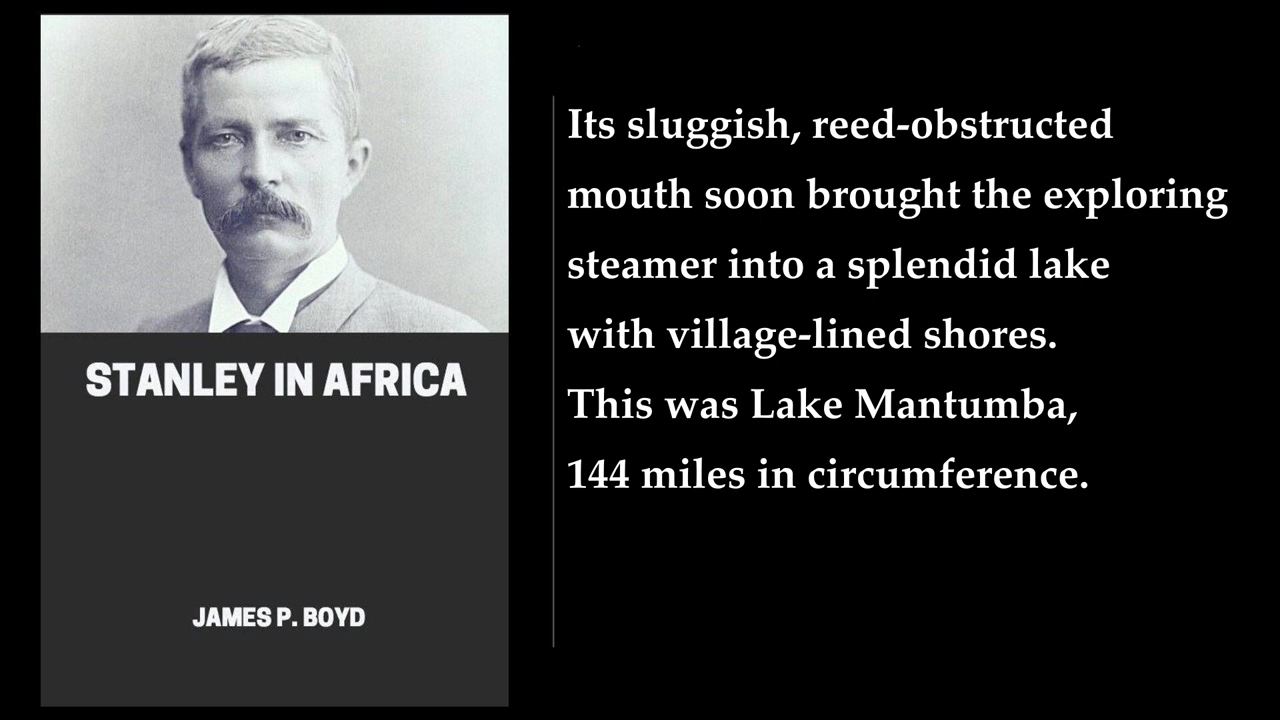 STANLEY IN AFRICA
JAMES P. BOYD
Its sluggish, reed-obstructed
mouth soon brought the exploring
steamer into a splendid lake
with village-lined shores.
This was Lake Mantumba,
144 miles in circumference.